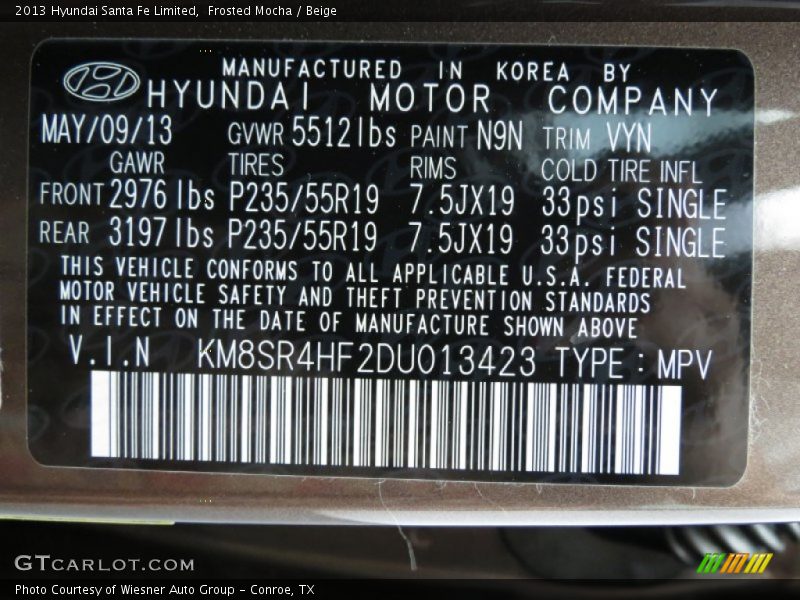 2013 Hyundai Santa Fe Limited,  Frosted Mocha / Beige
MANUFACTURED IN KOREA BY
HYUNDAI MOTOR COMPANY
MAY/09/13 GVWR 5512lbs PAINT N9N TRIM VYN
GAWR TIRES RIMS COLD TIRE INFL
FRONT 2976 lbs P235/55R19 7.5JX19 33psi SINGLE
REAR 3197 lbs P235/55R19 7.5JX19 33psi SINGLE
THIS VEHICLE CONFORMS TO ALL APPLICABLE U.S.A. FEDERAL
MOTOR VEHICLE SAFETY AND THEFT PREVENTION STANDARDS
IN EFFECT ON THE DATE OF MANUFACTURE SHOWN ABOVE
V.I.N KM8SR4HF2DU013423 TYPE : MPV
GTCARLOT.COM
Photo Courtesy of Wiesner Auto Group - Conroe, TX